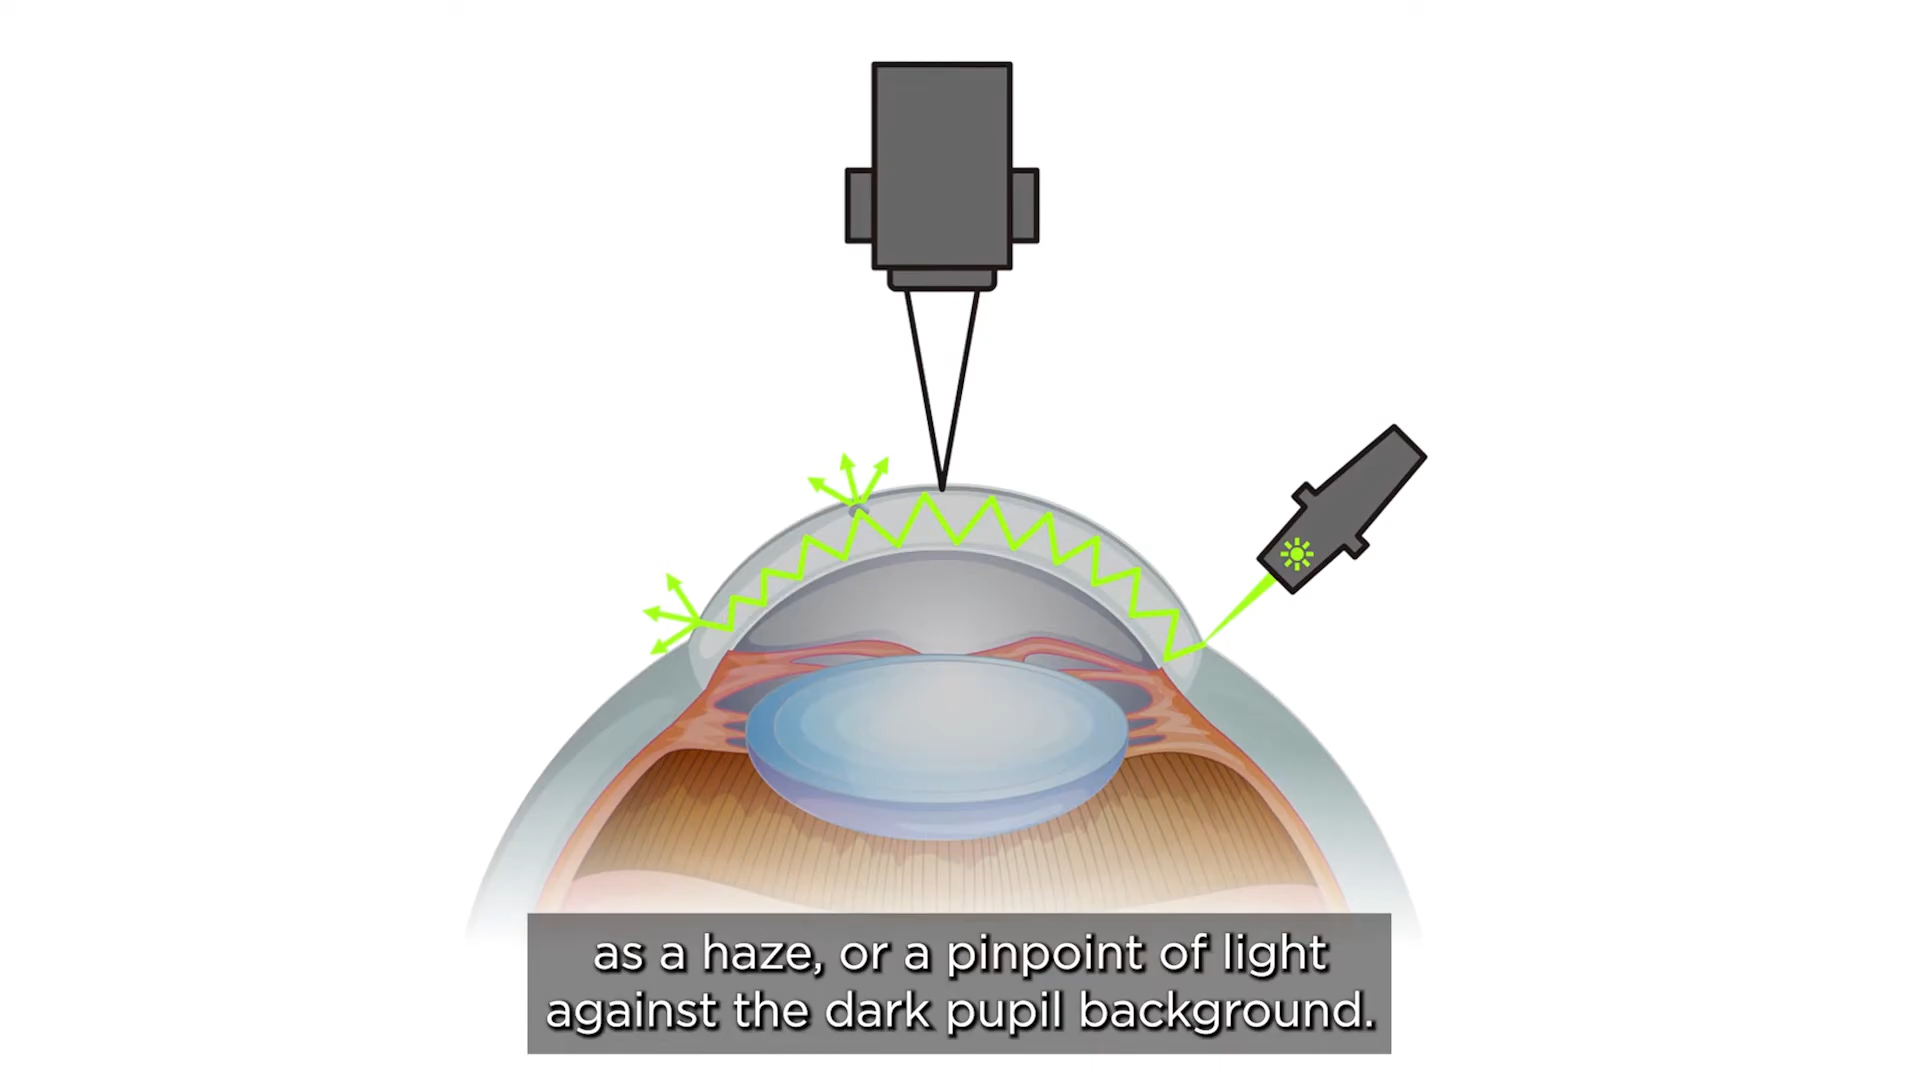 as a haze, or a pinpoint of light
against the dark pupil background.